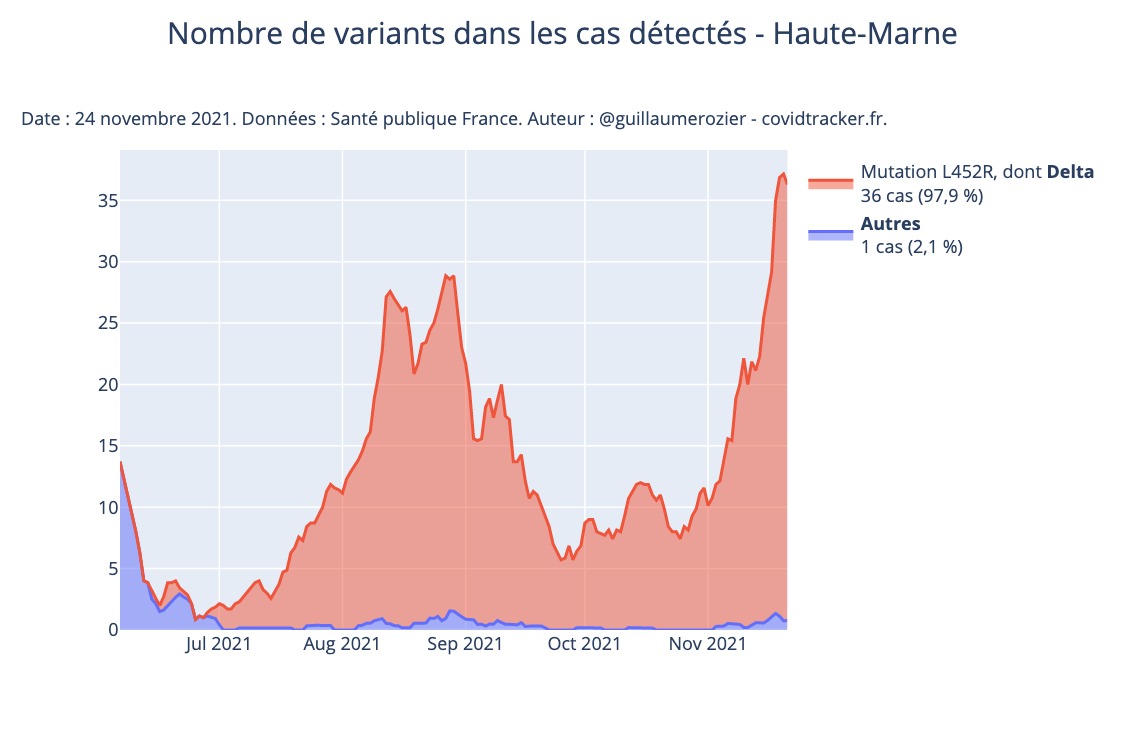 Nombre de variants dans les cas détectés - Haute-Marne
Date : 24 novembre 2021. Données : Santé publique France. Auteur : @guillaumerozier - covidtracker.fr.
Mutation L452R, dont Delta
36 cas (97,9 %)
Autres
1 cas (2,1 %)
35
30
25
20
15
10
5
0
Jul 2021 Aug 2021 Sep 2021 Oct 2021 Nov 2021